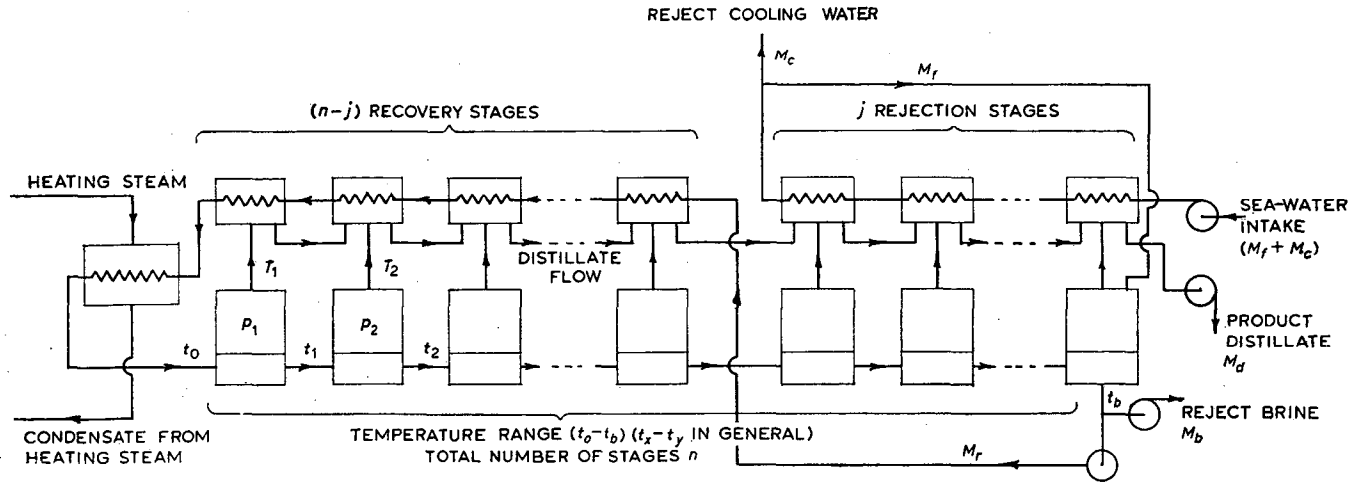 REJECT COOLING WATER
M_c
M_f
(n-j) RECOVERY STAGES
j REJECTION STAGES
HEATING STEAM
SEA-WATER
INTAKE
(M_f + M_c)
T_1
T_2
DISTILLATE
FLOW
P_1
P_2
PRODUCT
DISTILLATE
M_d
t_0
t_1
t_2
t_b
REJECT BRINE
M_b
CONDENSATE FROM
HEATING STEAM
TEMPERATURE RANGE (t_o-t_b) (t_x-t_y IN GENERAL)
TOTAL NUMBER OF STAGES n
M_r